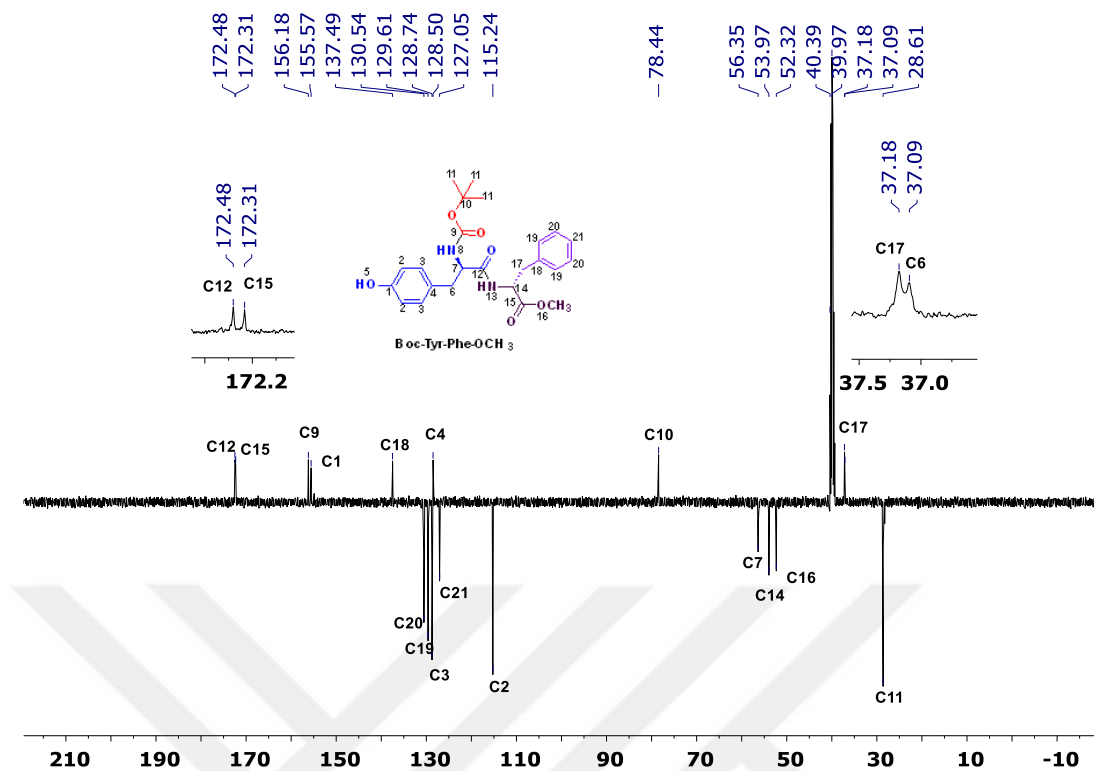 172.48
172.31
156.18
155.57
137.49
130.54
129.61
128.74
128.50
127.05
115.24
78.44
56.35
53.97
52.32
40.39
39.97
37.18
37.09
28.61
172.48
172.31
C12 C15
172.2
11 11
11
10
O
9 O
NH 8 O
2 3 7
5 HO 1 4 6 12
2 3
NH 13
14
15 OCH3
O 16
17 18
19 20 21
19 20
Boc-Tyr-Phe-OCH3
37.18
37.09
C17 C6
37.5 37.0
C12 C15 C9 C1 C18 C4 C10 C17
C20 C19 C3 C21 C2 C7 C14 C16 C11
210 190 170 150 130 110 90 70 50 30 10 -10